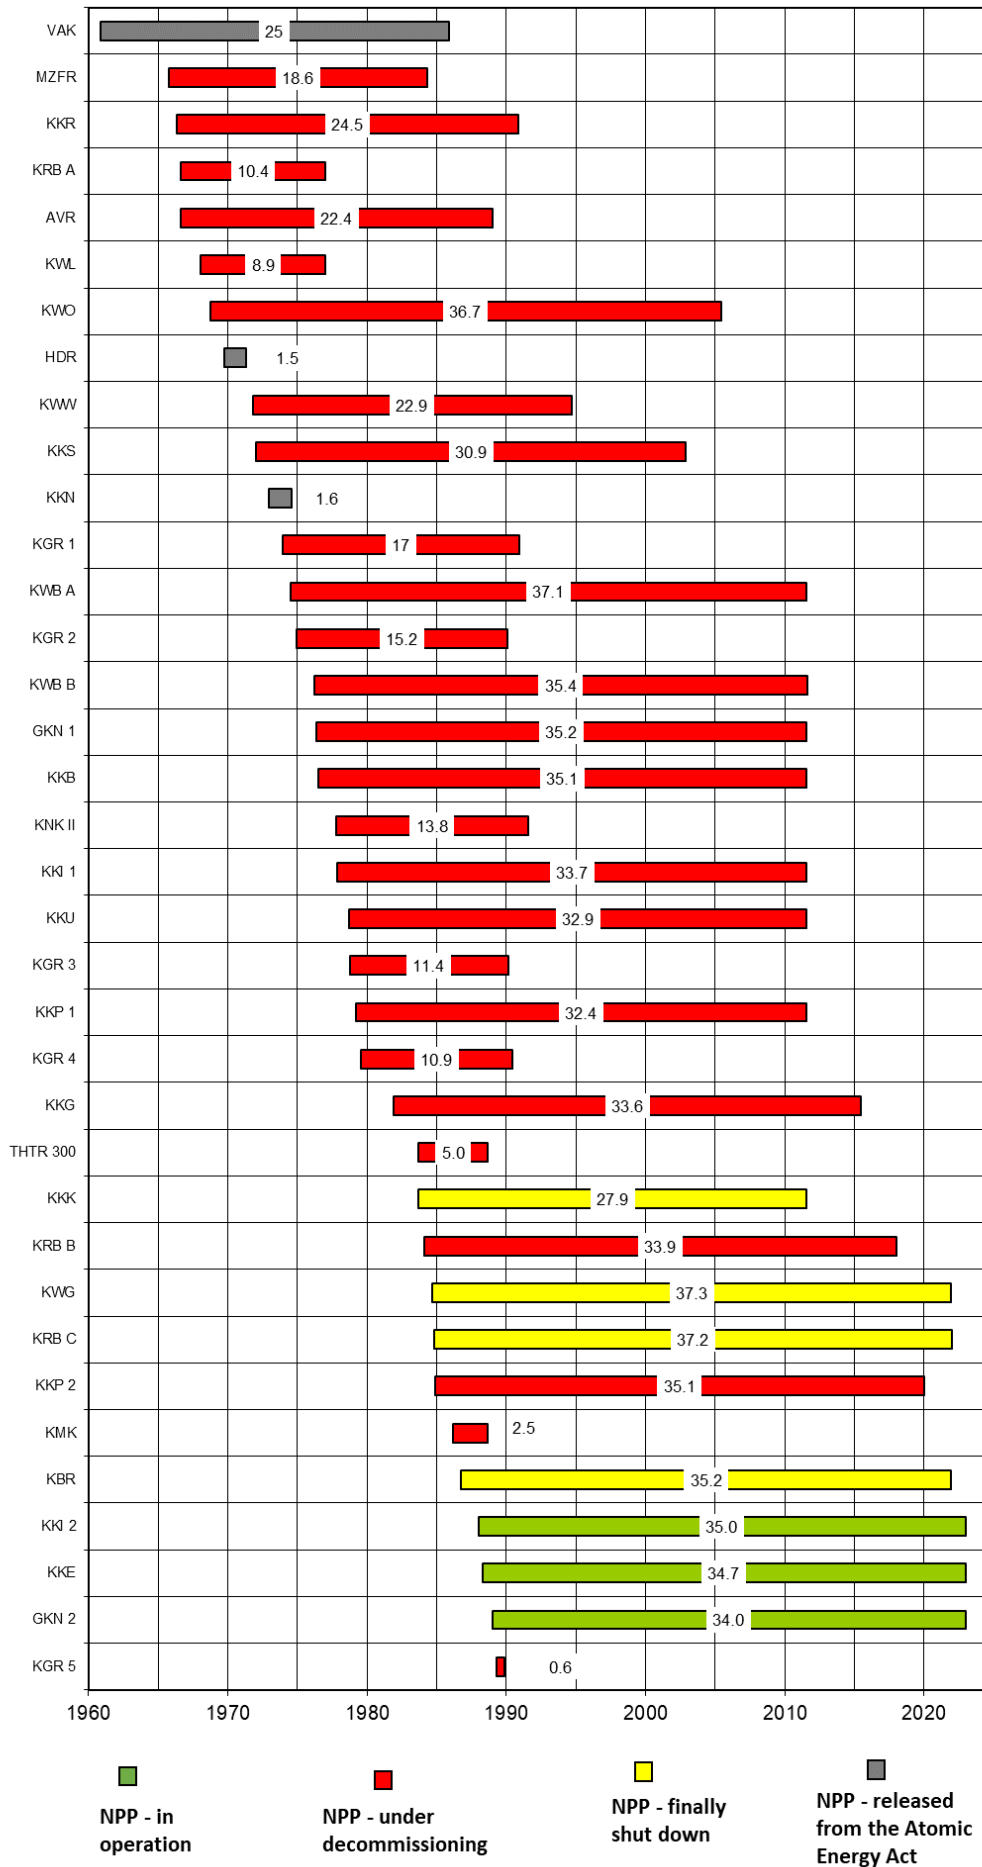 VAK 25
MZFR 18.6
KKR 24.5
KRB A 10.4
AVR 22.4
KWL 8.9
KWO 36.7
HDR 1.5
KWW 22.9
KKS 30.9
KKN 1.6
KGR 1 17
KWB A 37.1
KGR 2 15.2
KWB B 35.4
GKN 1 35.2
KKB 35.1
KNK II 13.8
KKI 1 33.7
KKU 32.9
KGR 3 11.4
KKP 1 32.4
KGR 4 10.9
KKG 33.6
THTR 300 5.0
KKK 27.9
KRB B 33.9
KWG 37.3
KRB C 37.2
KKP 2 35.1
KMK 2.5
KBR 35.2
KKI 2 35.0
KKE 34.7
GKN 2 34.0
KGR 5 0.6
1960 1970 1980 1990 2000 2010 2020
NPP - in
operation
NPP - under
decommissioning
NPP - finally
shut down
NPP - released
from the Atomic
Energy Act